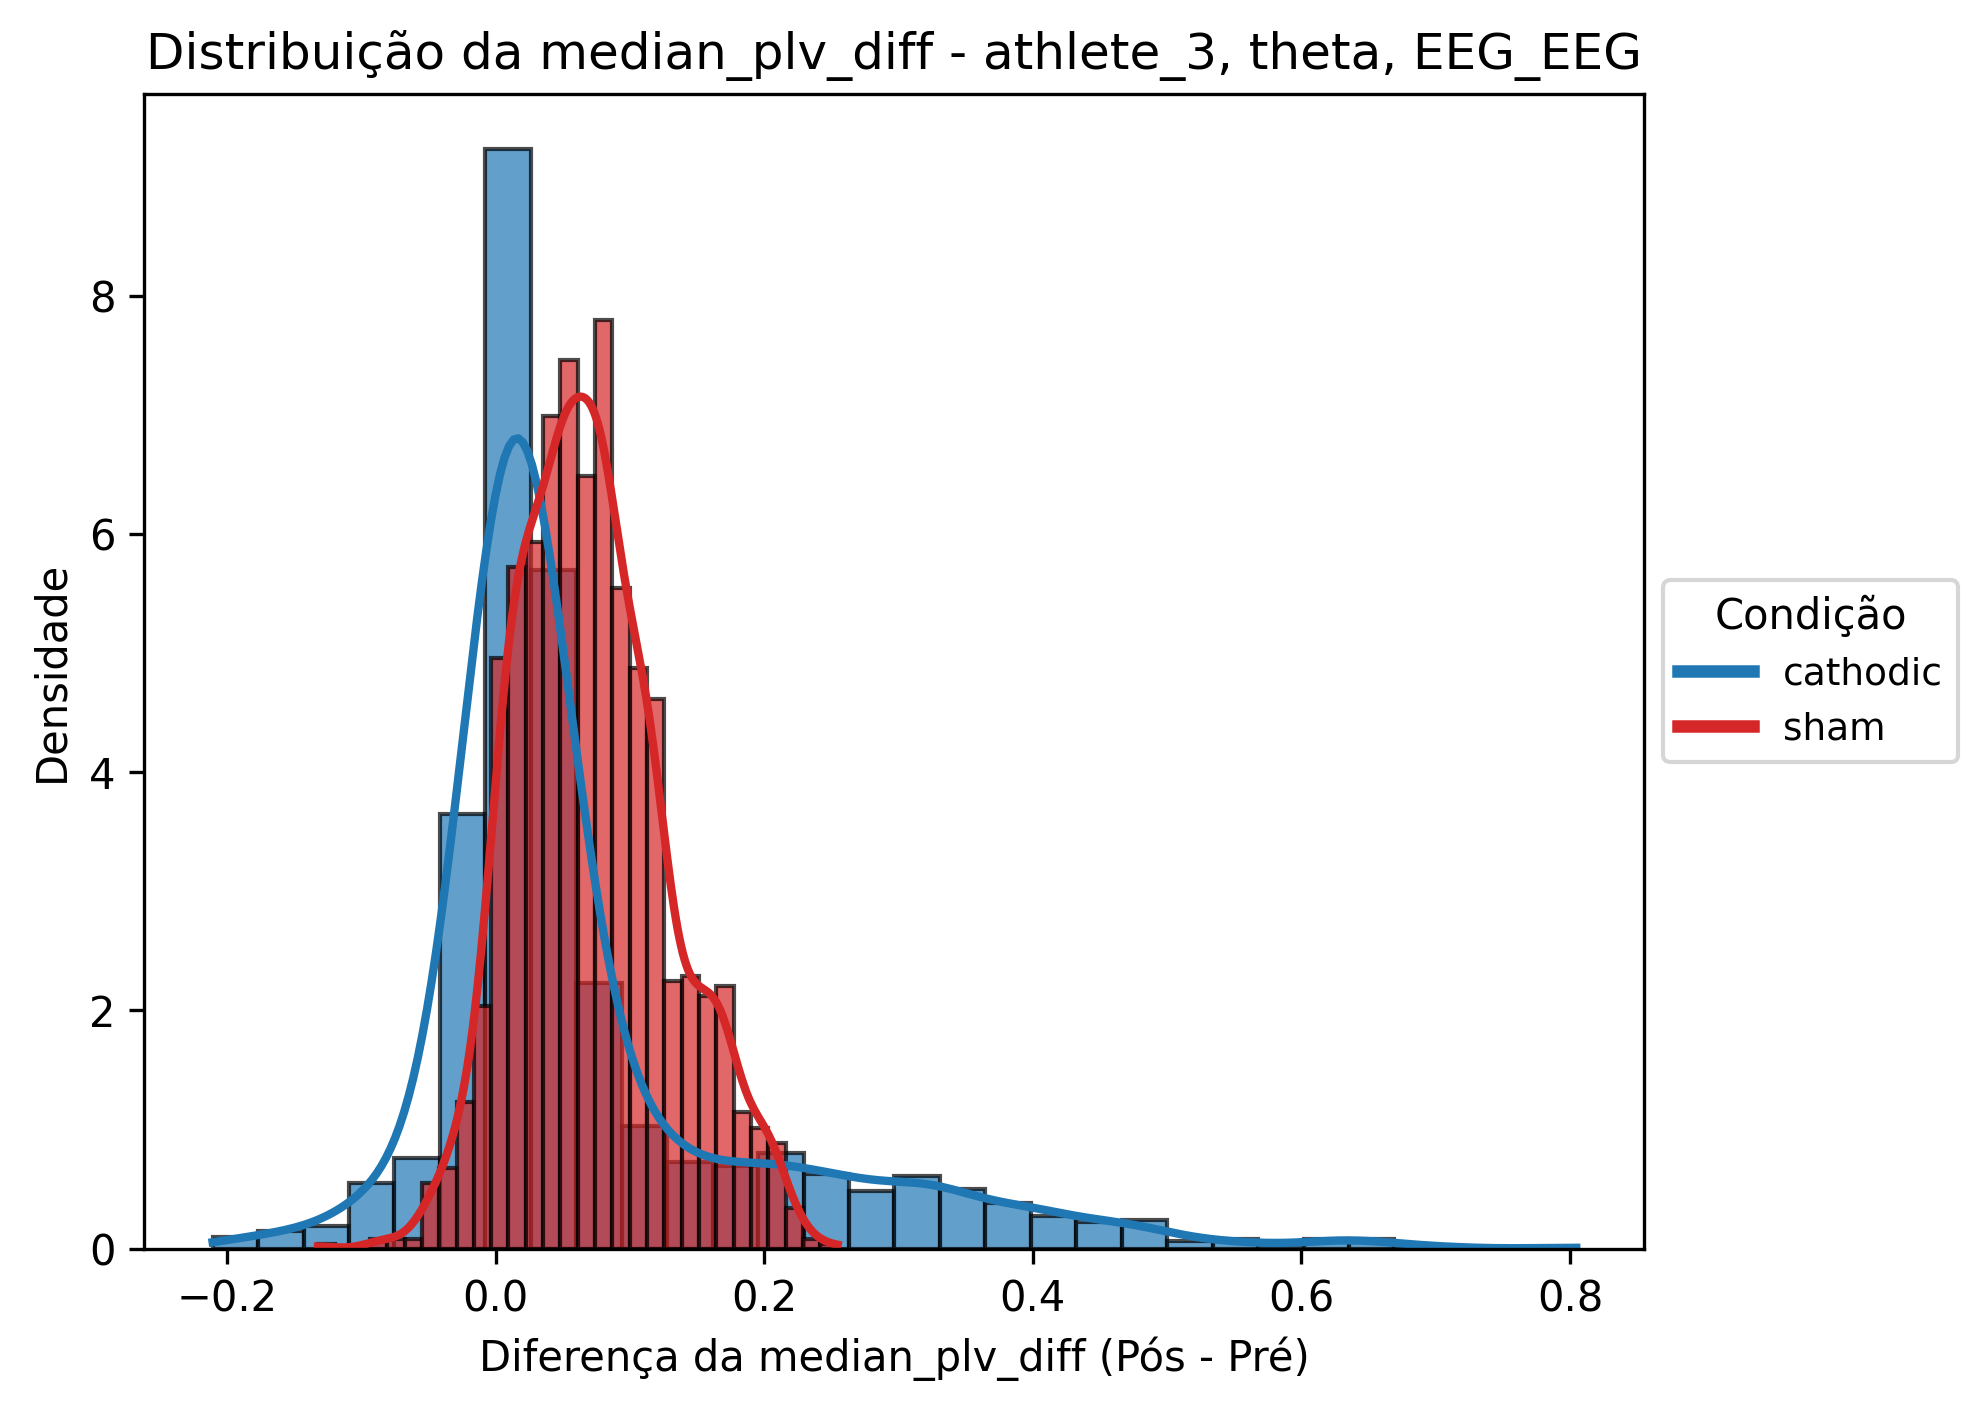 Distribuição da median_plv_diff - athlete_3, theta, EEG_EEG
Densidade
8
6
4
2
0
−0.2
0.0
0.2
0.4
0.6
0.8
Diferença da median_plv_diff (Pós - Pré)
Condição
cathodic
sham